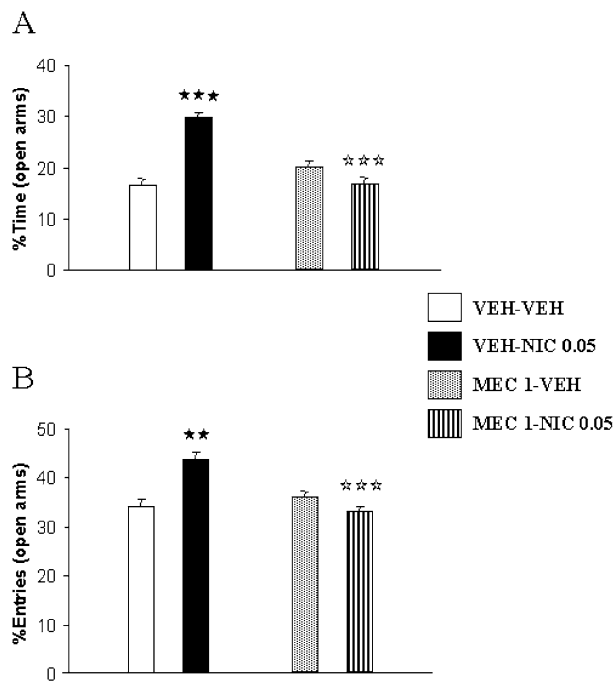 A
40
30
20
10
0
%Time (open arms)
★★★
☆☆☆
VEH-VEH
VEH-NIC 0.05
MEC 1-VEH
MEC 1-NIC 0.05
B
50
40
30
20
10
0
%Entries (open arms)
★★
☆☆☆